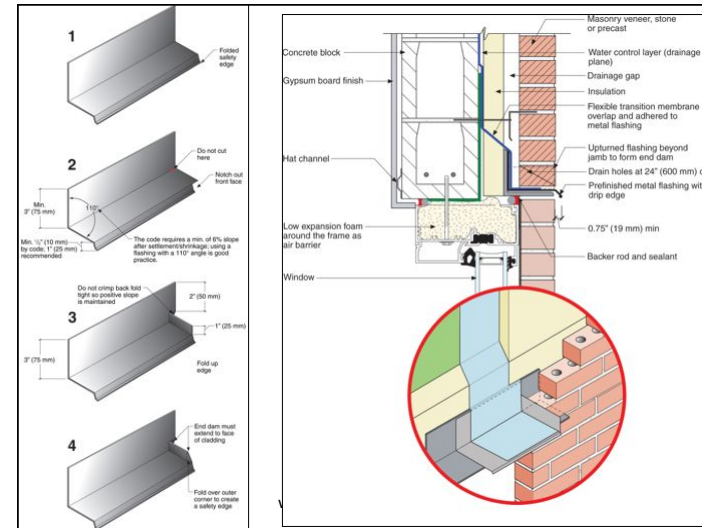 1
Folded
safety
edge
2
Do not cut
here
Notch out
front face
Min.
3" (75 mm)
110°
Min. ½" (10 mm)
by code; 1" (25 mm)
recommended
The code requires a min. of 6% slope
after settlement/shrinkage; using a
flashing with a 110° angle is good
practice.
Do not crimp back fold
tight so positive slope
is maintained
2" (50 mm)
3
1" (25 mm)
3" (75 mm)
Fold up
edge
4
End dam must
extend to face
of cladding
Fold over outer
corner to create
a safety edge
Concrete block
Gypsum board finish
Hat channel
Low expansion foam
around the frame as
air barrier
Window
Masonry veneer, stone
or precast
Water control layer (drainage
plane)
Drainage gap
Insulation
Flexible transition membrane
overlap and adhered to
metal flashing
Upturned flashing beyond
jamb to form end dam
Drain holes at 24" (600 mm)
Prefinished metal flashing
drip edge
0.75" (19 mm) min
Backer rod and sealant